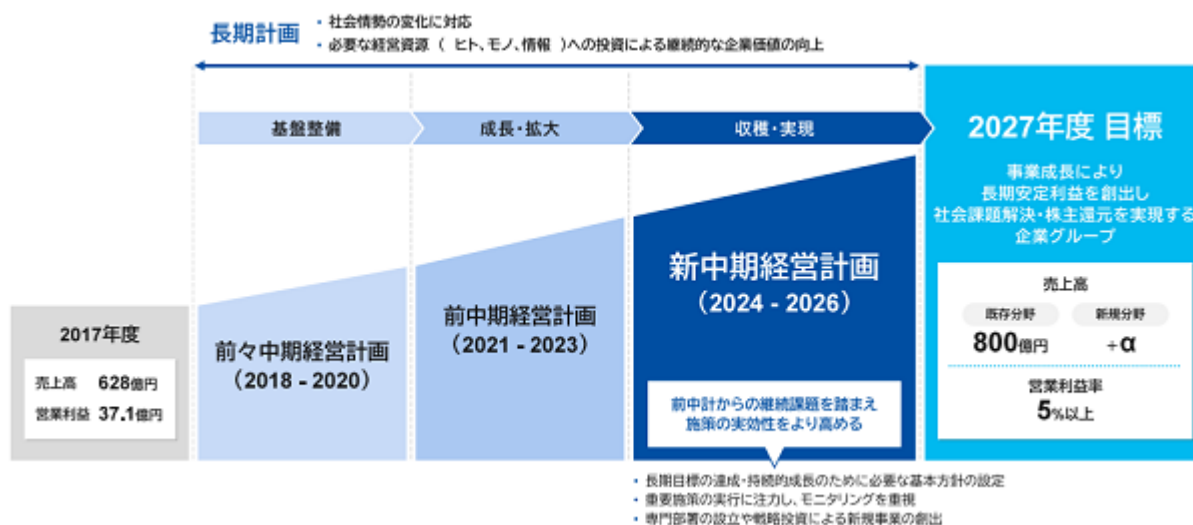 長期計画
・社会情勢の変化に対応
・必要な経営資源（ ヒト、モノ、情報 ）への投資による継続的な企業価値の向上
基盤整備
成長・拡大
収穫・実現
2017年度
売上高 628億円
営業利益 37.1億円
前々中期経営計画
（2018 - 2020）
前中期経営計画
（2021 - 2023）
新中期経営計画
（2024 - 2026）
前中計からの継続課題を踏まえ
施策の実効性をより高める
・長期目標の達成・持続的成長のために必要な基本方針の設定
・重要施策の実行に注力し、モニタリングを重視
・専門部署の設立や戦略投資による新規事業の創出
2027年度 目標
事業成長により
長期安定利益を創出し
社会課題解決・株主還元を実現する
企業グループ
売上高
既存分野 新規分野
800億円 +α
営業利益率
5%以上